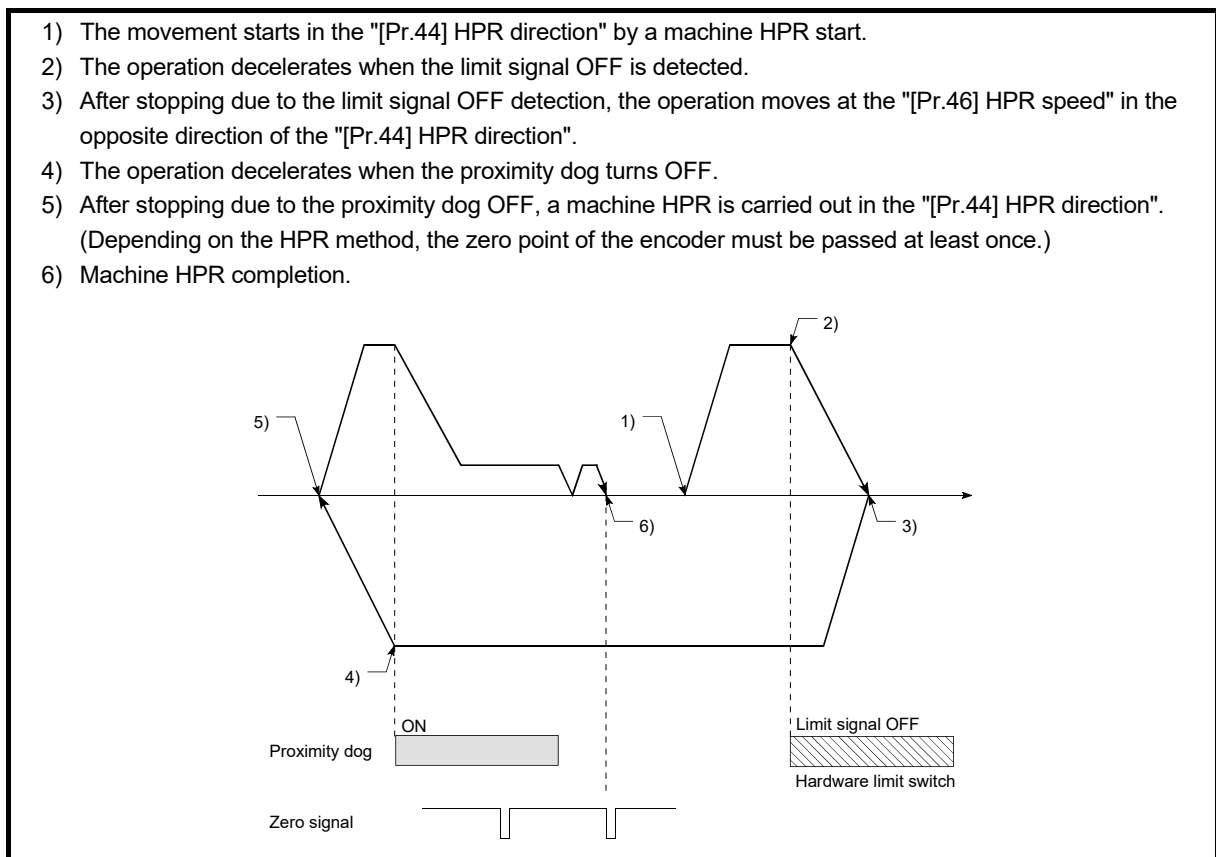 1) The movement starts in the "[Pr.44] HPR direction" by a machine HPR start.
2) The operation decelerates when the limit signal OFF is detected.
3) After stopping due to the limit signal OFF detection, the operation moves at the "[Pr.46] HPR speed" in the
opposite direction of the "[Pr.44] HPR direction".
4) The operation decelerates when the proximity dog turns OFF.
5) After stopping due to the proximity dog OFF, a machine HPR is carried out in the "[Pr.44] HPR direction".
(Depending on the HPR method, the zero point of the encoder must be passed at least once.)
6) Machine HPR completion.
2)
5)
1)
6)
3)
4)
ON
Limit signal OFF
Proximity dog
Hardware limit switch
Zero signal